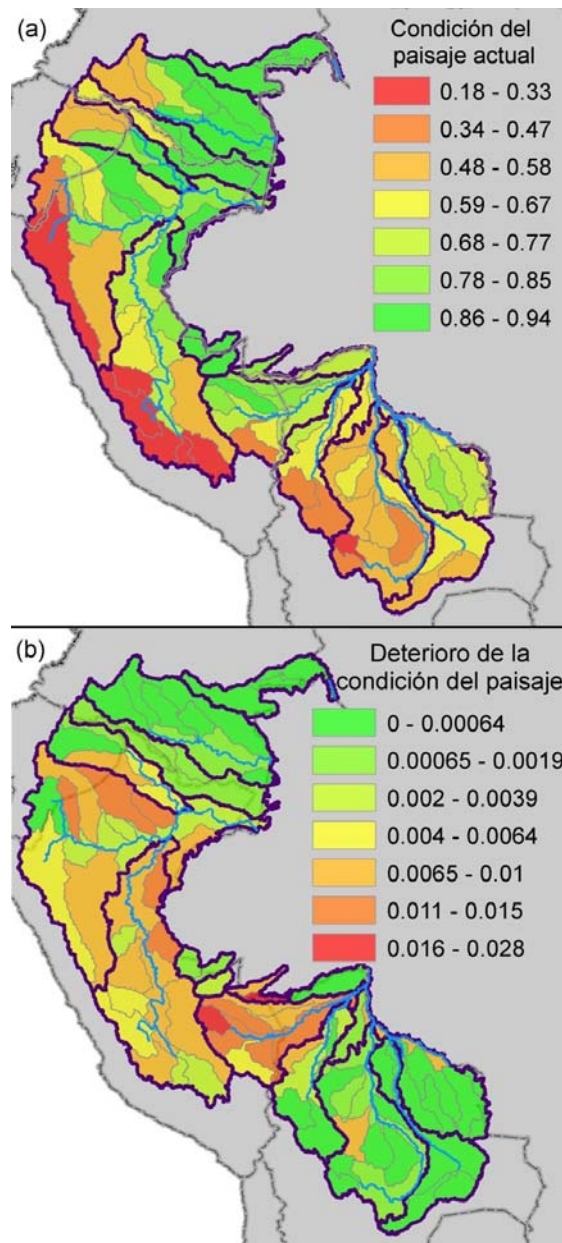 (a)
Condición del
paisaje actual
0.18 - 0.33
0.34 - 0.47
0.48 - 0.58
0.59 - 0.67
0.68 - 0.77
0.78 - 0.85
0.86 - 0.94
(b)
Deterioro de la
condición del paisaje
0 - 0.00064
0.00065 - 0.0019
0.002 - 0.0039
0.004 - 0.0064
0.0065 - 0.01
0.011 - 0.015
0.016 - 0.028